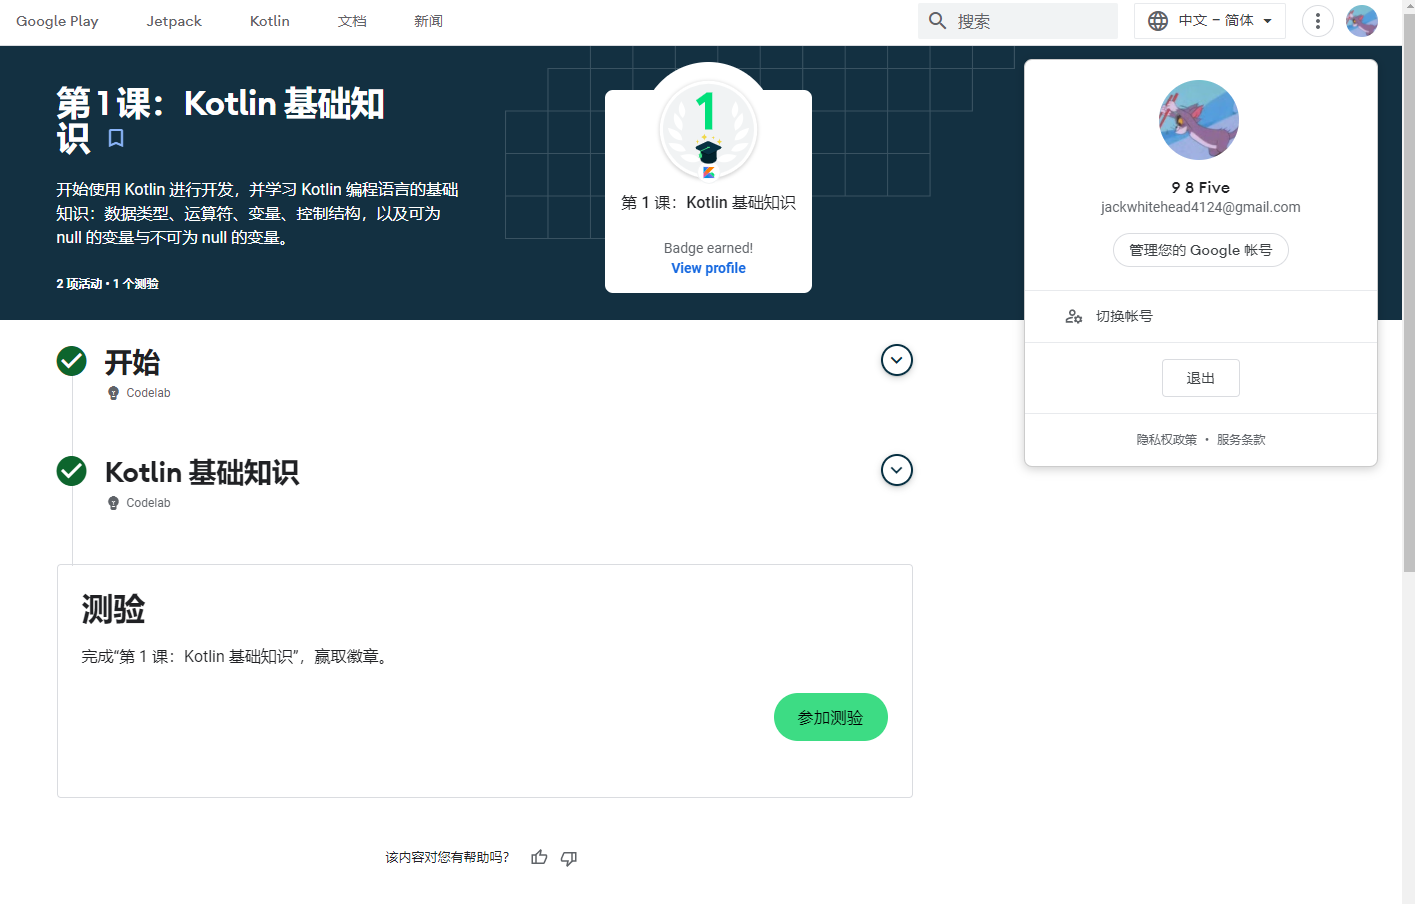 Google Play
Jetpack
Kotlin
文档
新闻
搜索
中文 – 简体
第 1 课：Kotlin 基础知
识
开始使用 Kotlin 进行开发，并学习 Kotlin 编程语言的基础
知识：数据类型、运算符、变量、控制结构，以及可为
null 的变量与不可为 null 的变量。
2 项活动 • 1 个测验
1
第 1 课：Kotlin 基础知识
Badge earned!
View profile
9 8 Five
jackwhitehead4124@gmail.com
管理您的 Google 帐号
切换帐号
退出
隐私权政策 • 服务条款
开始
Codelab
Kotlin 基础知识
Codelab
测验
完成“第 1 课：Kotlin 基础知识”，赢取徽章。
参加测验
该内容对您有帮助吗？